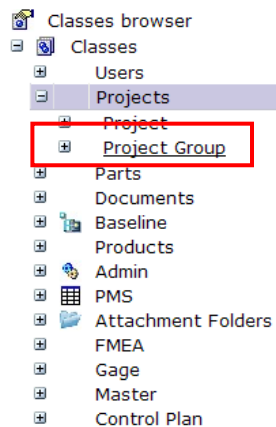 Classes browser
Classes
Users
Projects
Project
Project Group
Parts
Documents
Baseline
Products
Admin
PMS
Attachment Folders
FMEA
Gage
Master
Control Plan